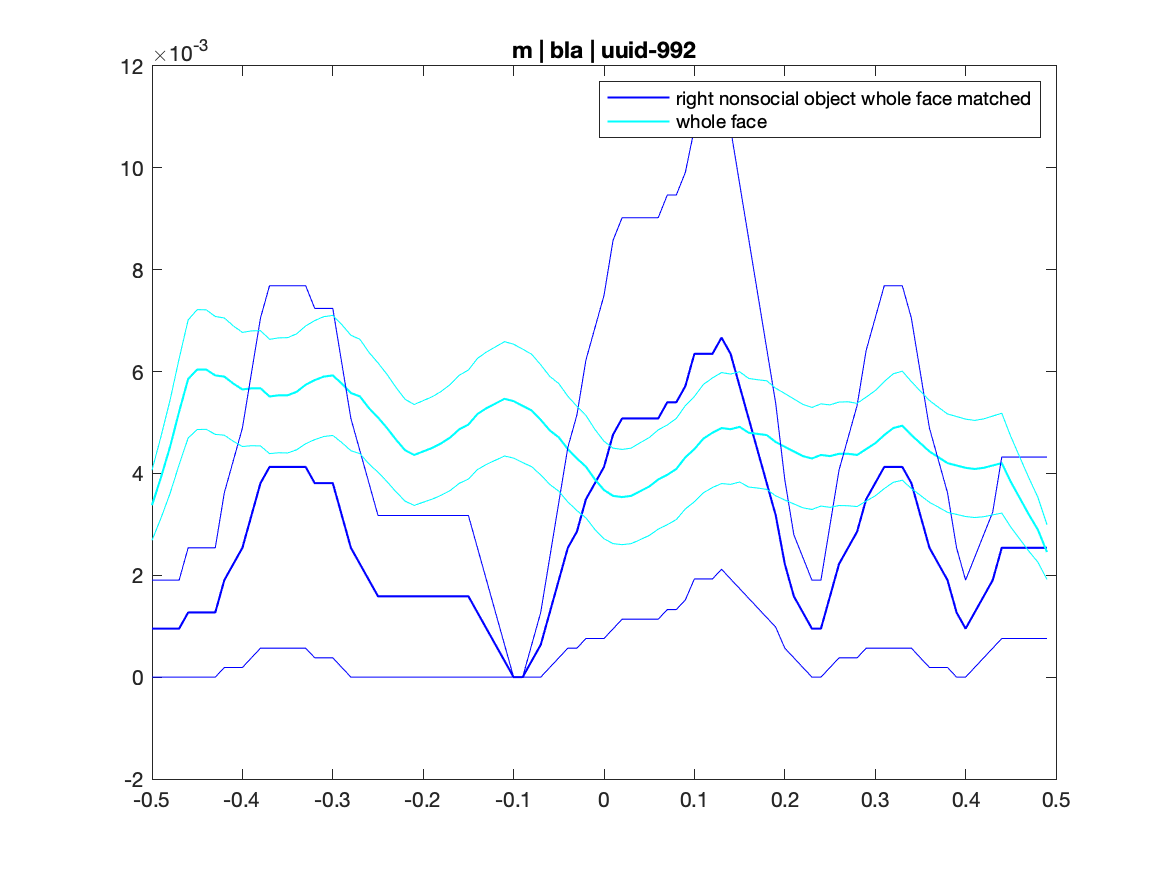 m | bla | uuid-992
×10-3
right nonsocial object whole face matched
whole face
12
10
8
6
4
2
0
-2
-0.5 -0.4 -0.3 -0.2 -0.1 0 0.1 0.2 0.3 0.4 0.5